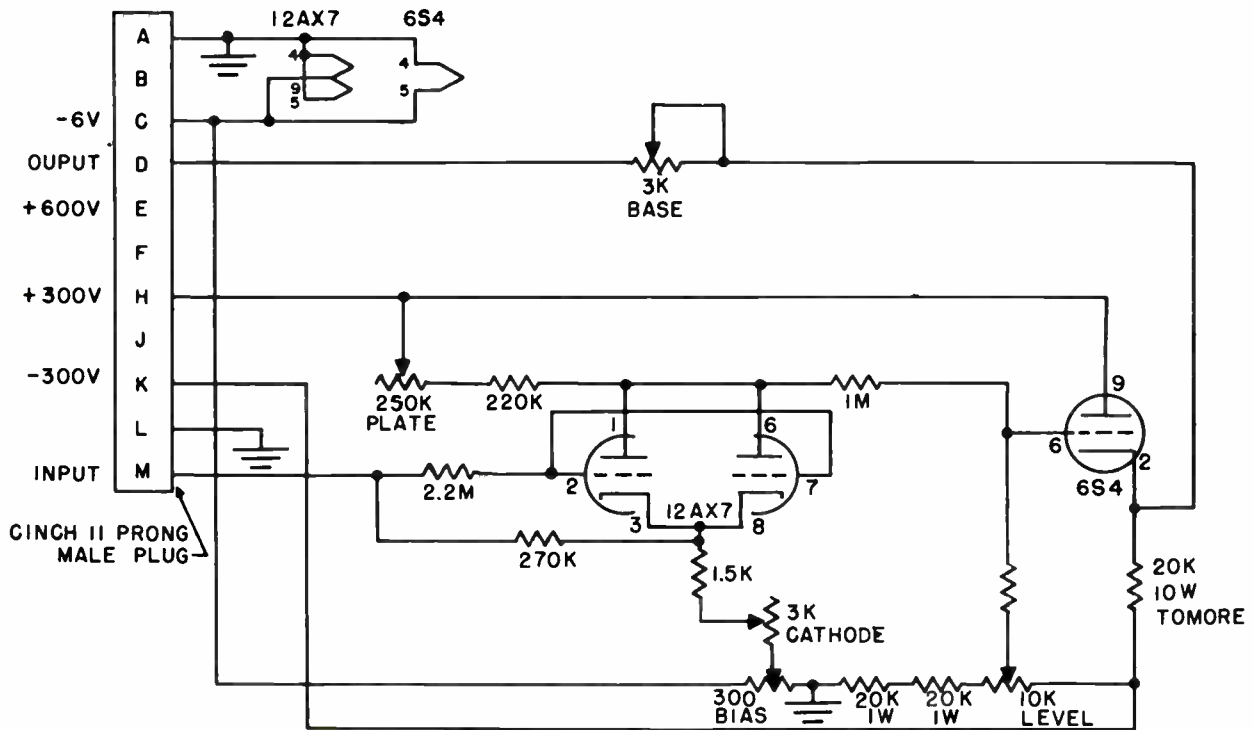 12AX7
6S4
A
B
C
D
E
F
H
J
K
L
M
-6V
OUPUT
+600V
+300V
-300V
INPUT
4
9
5
4
5
3K
BASE
250K
PLATE
220K
1M
1
6
2
7
3
8
12AX7
9
6
2
6S4
2.2M
270K
1.5K
3K
CATHODE
20K
10W
TOMORE
CINCH 11 PRONG
MALE PLUG
300
BIAS
20K
1W
20K
1W
10K
LEVEL